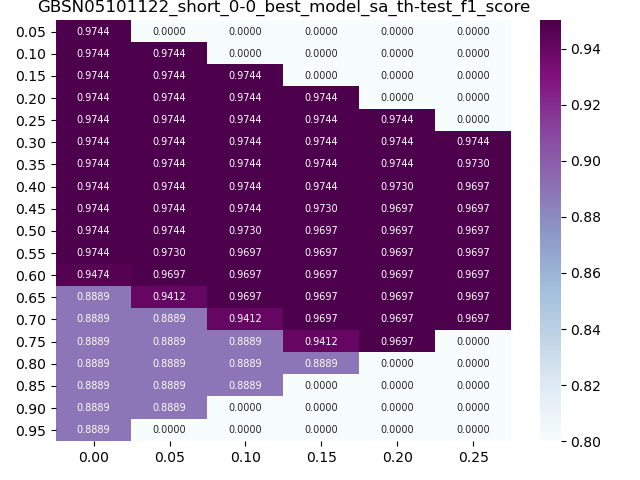 GBSN05101122_short_0-0_best_model_sa_th-test_f1_score
0.05 0.9744 0.0000 0.0000 0.0000 0.0000 0.0000
0.10 0.9744 0.9744 0.0000 0.0000 0.0000 0.0000
0.15 0.9744 0.9744 0.9744 0.0000 0.0000 0.0000
0.20 0.9744 0.9744 0.9744 0.9744 0.0000 0.0000
0.25 0.9744 0.9744 0.9744 0.9744 0.9744 0.0000
0.30 0.9744 0.9744 0.9744 0.9744 0.9744 0.9744
0.35 0.9744 0.9744 0.9744 0.9744 0.9744 0.9730
0.40 0.9744 0.9744 0.9744 0.9744 0.9730 0.9697
0.45 0.9744 0.9744 0.9744 0.9730 0.9697 0.9697
0.50 0.9744 0.9744 0.9730 0.9697 0.9697 0.9697
0.55 0.9744 0.9730 0.9697 0.9697 0.9697 0.9697
0.60 0.9474 0.9697 0.9697 0.9697 0.9697 0.9697
0.65 0.8889 0.9412 0.9697 0.9697 0.9697 0.9697
0.70 0.8889 0.8889 0.9412 0.9697 0.9697 0.9697
0.75 0.8889 0.8889 0.8889 0.9412 0.9697 0.0000
0.80 0.8889 0.8889 0.8889 0.8889 0.0000 0.0000
0.85 0.8889 0.8889 0.8889 0.0000 0.0000 0.0000
0.90 0.8889 0.8889 0.0000 0.0000 0.0000 0.0000
0.95 0.8889 0.0000 0.0000 0.0000 0.0000 0.0000
0.00 0.05 0.10 0.15 0.20 0.25
0.94
0.92
0.90
0.88
0.86
0.84
0.82
0.80